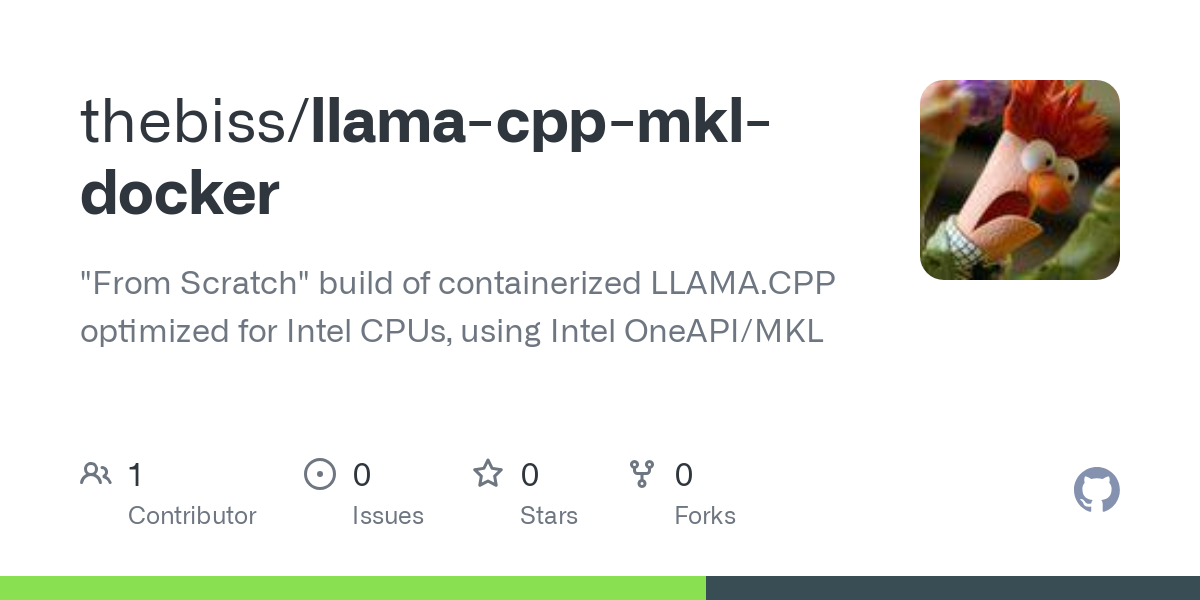 thebiss/llama-cpp-mkl-
docker
"From Scratch" build of containerized LLAMA.CPP
optimized for Intel CPUs, using Intel OneAPI/MKL
1
Contributor
0
Issues
0
Stars
0
Forks